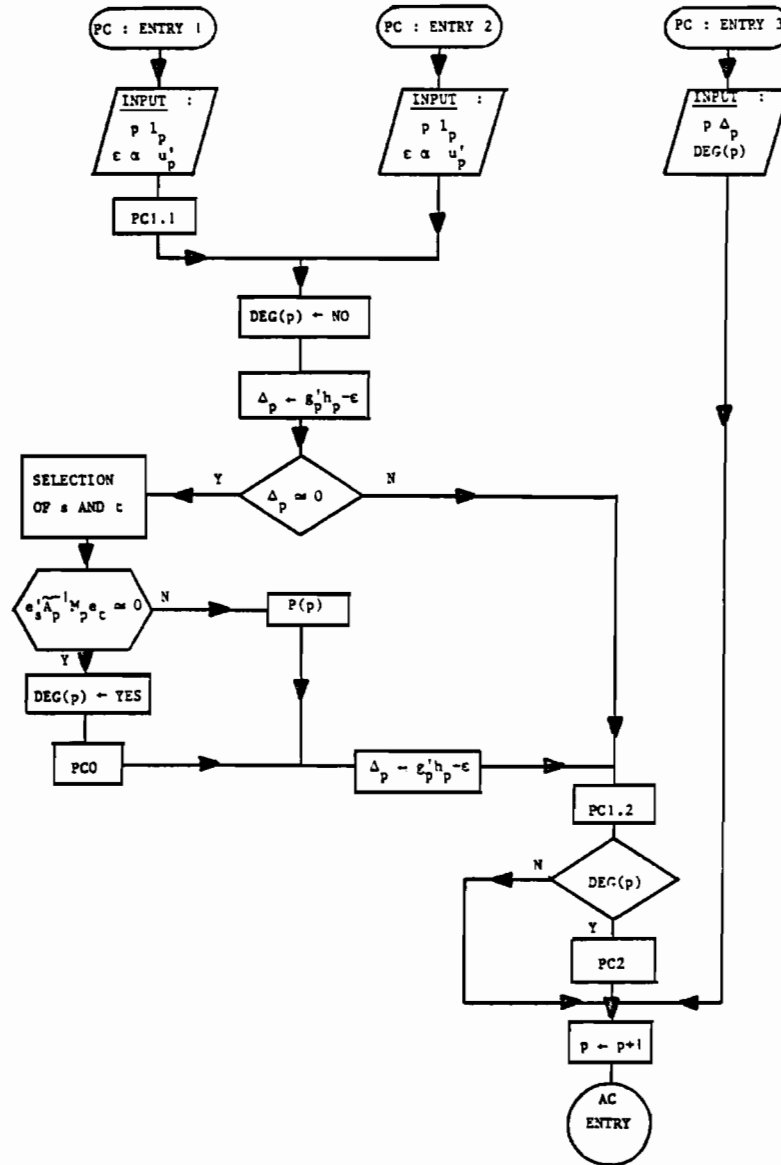 PC : ENTRY 1
PC : ENTRY 2
PC : ENTRY 3
INPUT :
p l_p
ε α u'_p
INPUT :
p l_p
ε α u'_p
INPUT :
p Δ_p
DEG(p)
PC1.1
DEG(p) ← NO
Δ_p ← g'_p h_p - ε
Δ_p ≃ 0
Y
N
SELECTION
OF s AND t
e'_s Ã_p^-1 M_p e_t ≃ 0
N
P(p)
Y
DEG(p) ← YES
PC0
Δ_p ← g'_p h_p - ε
PC1.2
N
DEG(p)
Y
PC2
p ← p+1
AC
ENTRY